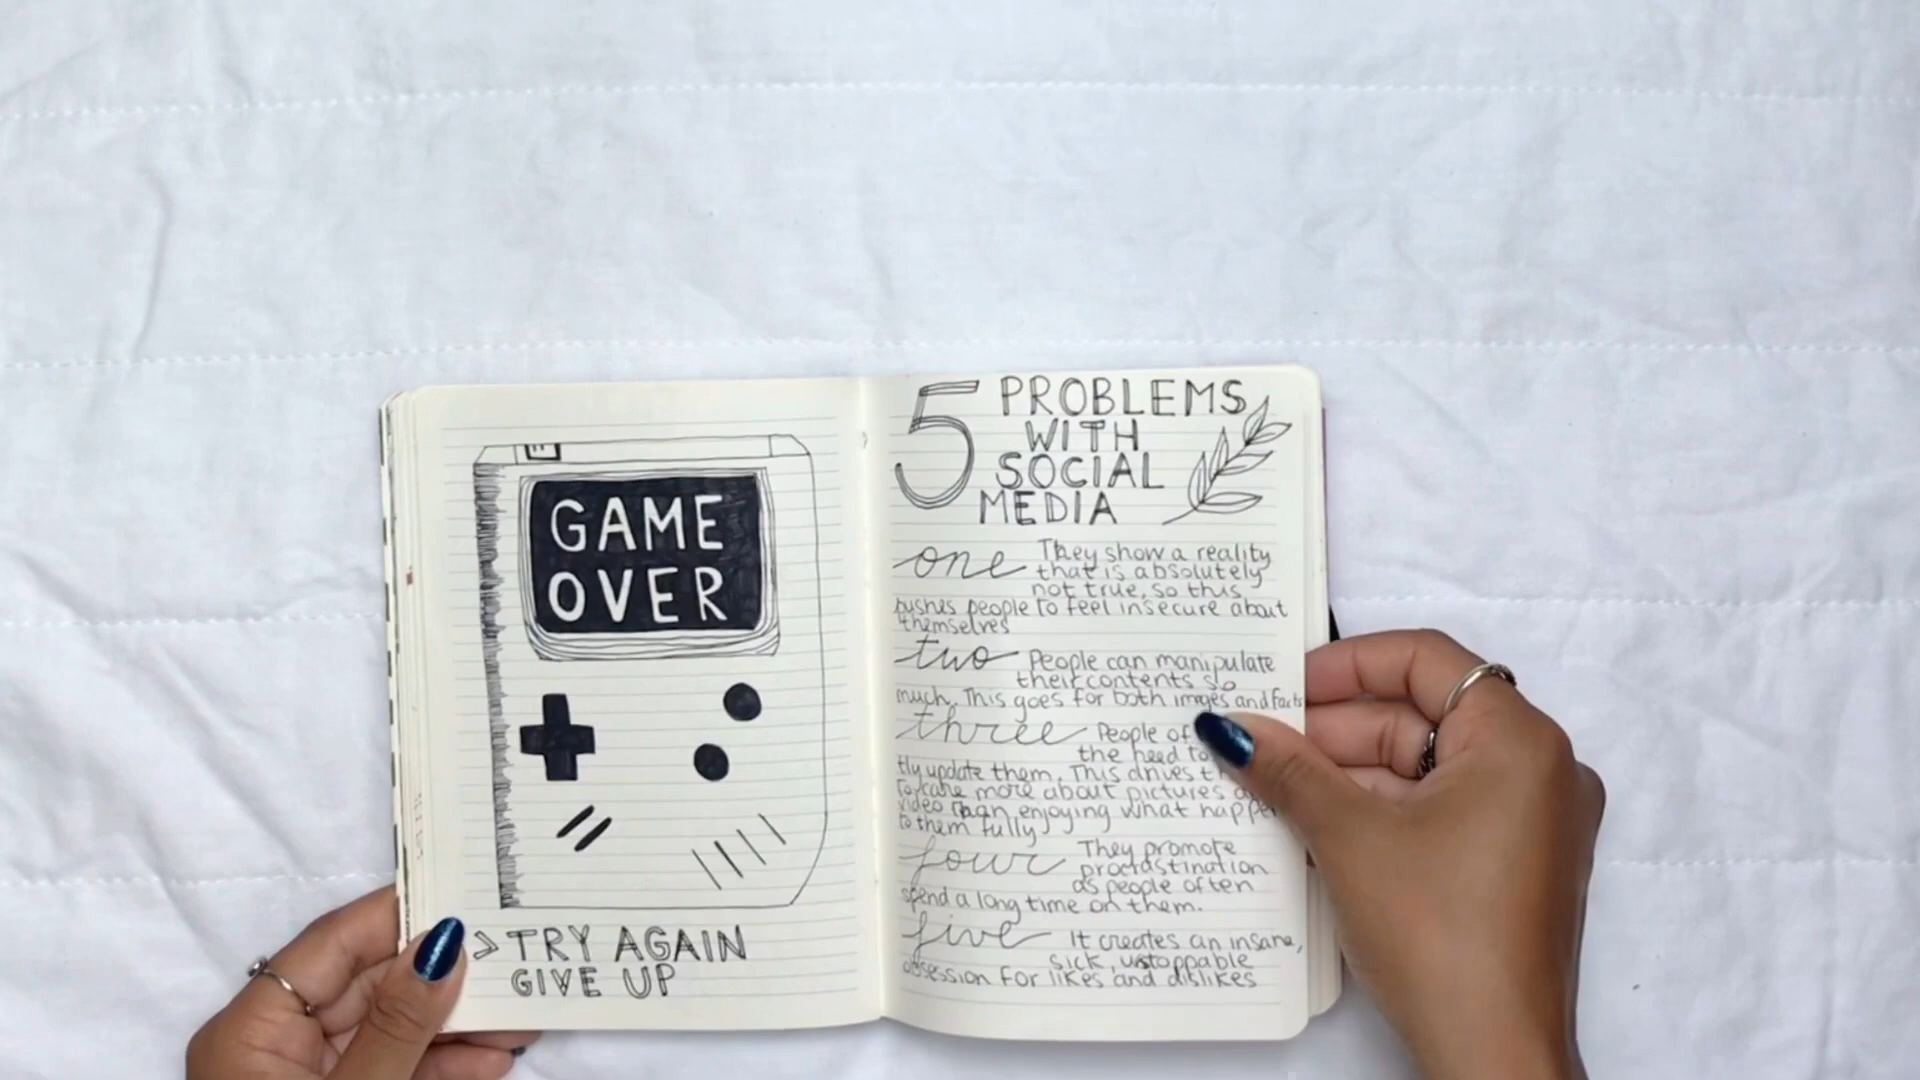 GAME
OVER
> TRY AGAIN
GIVE UP
5 PROBLEMS
WITH
SOCIAL
MEDIA
one They show a reality
that is absolutely
not true, so this
pushes people to feel insecure about
themselves
two People can manipulate
their contents so
much. This goes for both images and facts
three People of
the need to
tly update them. This drives
to care more about pictures
video than enjoying what happen
to them fully
four They promote
procrastination
as people often
spend a long time on them.
five It creates an insane,
sick, unstoppable
obsession for likes and dislikes